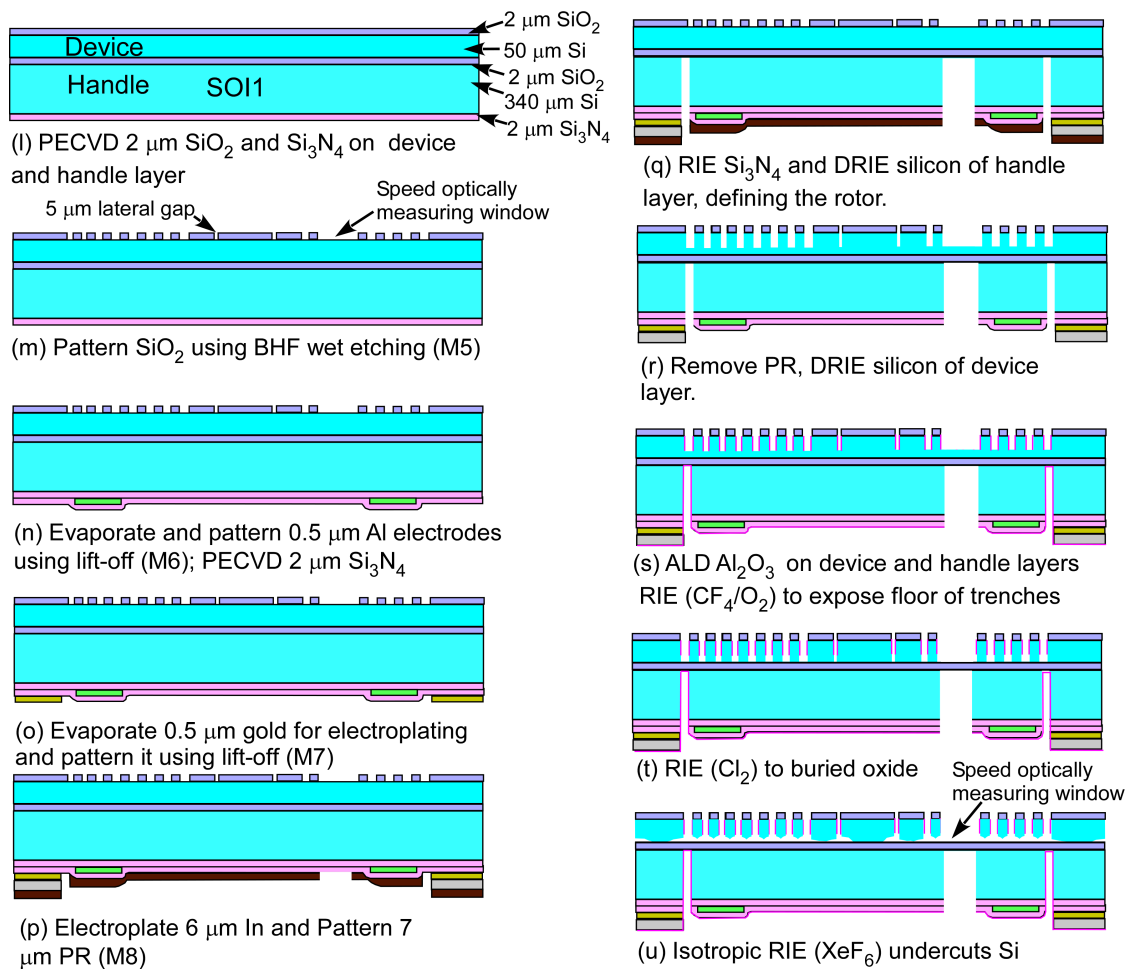 2 μm SiO2
Device
50 μm Si
2 μm SiO2
Handle
SOI1
340 μm Si
2 μm Si3N4
(l) PECVD 2 μm SiO2 and Si3N4 on device
and handle layer
5 μm lateral gap
Speed optically
measuring window
(m) Pattern SiO2 using BHF wet etching (M5)
(n) Evaporate and pattern 0.5 μm Al electrodes
using lift-off (M6); PECVD 2 μm Si3N4
(o) Evaporate 0.5 μm gold for electroplating
and pattern it using lift-off (M7)
(p) Electroplate 6 μm In and Pattern 7
μm PR (M8)
(q) RIE Si3N4 and DRIE silicon of handle
layer, defining the rotor.
(r) Remove PR, DRIE silicon of device
layer.
(s) ALD Al2O3 on device and handle layers
RIE (CF4/O2) to expose floor of trenches
(t) RIE (Cl2) to buried oxide
Speed optically
measuring window
(u) Isotropic RIE (XeF6) undercuts Si